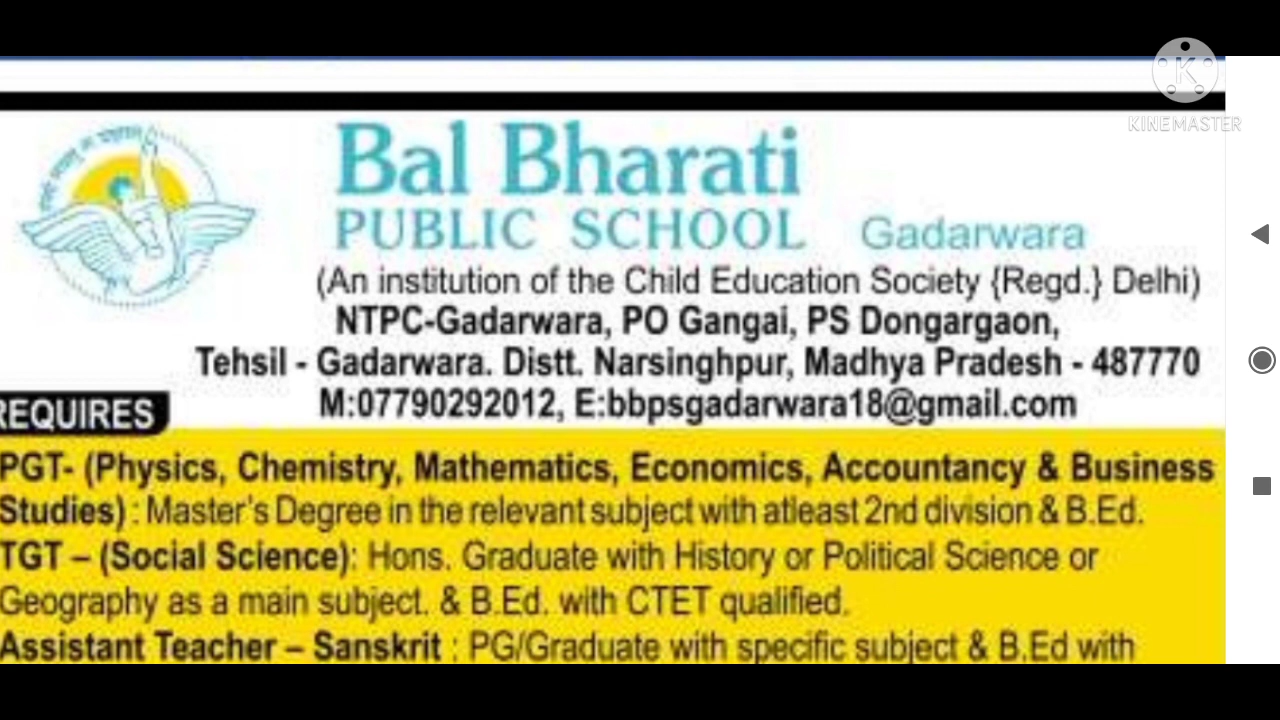 KINEMASTER
Bal Bharati
PUBLIC SCHOOL Gadarwara
(An institution of the Child Education Society {Regd.} Delhi)
NTPC-Gadarwara, PO Gangai, PS Dongargaon,
Tehsil - Gadarwara. Distt. Narsinghpur, Madhya Pradesh - 487770
M:07790292012, E:bbpsgadarwara18@gmail.com
REQUIRES
PGT- (Physics, Chemistry, Mathematics, Economics, Accountancy & Business
Studies) : Master's Degree in the relevant subject with atleast 2nd division & B.Ed.
TGT – (Social Science): Hons. Graduate with History or Political Science or
Geography as a main subject. & B.Ed. with CTET qualified.
Assistant Teacher – Sanskrit : PG/Graduate with specific subject & B.Ed with